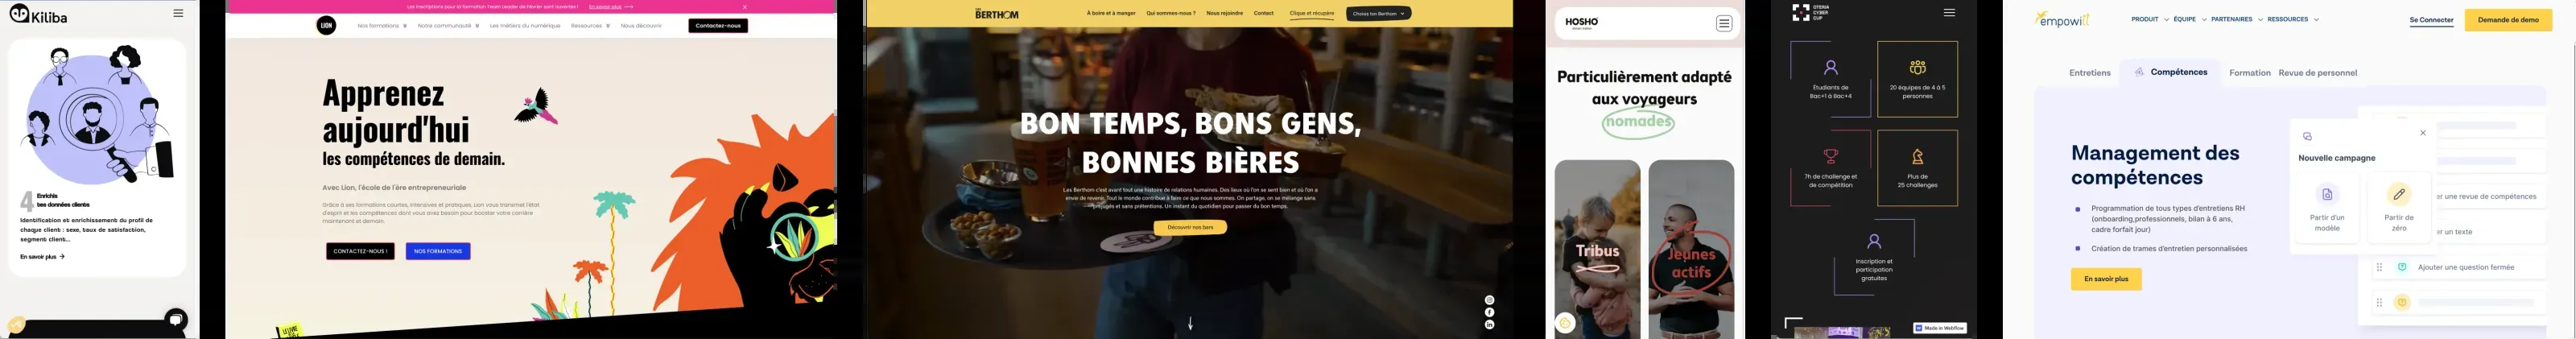 Kiliba
4 Enrichis
tes données clients
Identification et enrichissement du profil de
chaque client : sexe, taux de satisfaction,
segment client...
En savoir plus →
Les inscriptions pour la formation Team Leader de Février sont ouvertes ! En savoir plus →
LION
Nos formations
Notre communauté
Les métiers du numérique
Ressources
Nous découvrir
Contactez-nous
Apprenez
aujourd'hui
les compétences de demain.
Avec Lion, l'école de l'ère entrepreneuriale
Grâce à ses formations courtes, intensives et pratiques, Lion vous transmet l'état
d'esprit et les compétences dont vous avez besoin pour booster votre carrière
maintenant et demain.
CONTACTEZ-NOUS !
NOS FORMATIONS
LES BERTHOM
À boire et à manger
Qui sommes-nous ?
Nous rejoindre
Contact
Clique et récupère
Choisis ton Berthom
BON TEMPS, BONS GENS,
BONNES BIÈRES
Les Berthom c'est avant tout une histoire de relations humaines. Des lieux où l'on se sent bien et où l'on a
envie de revenir. Tout le monde contribue à faire ce que nous sommes. On partage, on se mélange sans
préjugés et sans prétentions. Un instant du quotidien pour passer du bon temps.
Découvrir nos bars
HOSHO
Particulièrement adapté
aux voyageurs
nomades
Tribus
Jeunes
actifs
OTERIA
CYBER
CUP
Etudiants de
Bac+1 à Bac+4
20 équipes de 4 à 5
personnes
7h de challenge et
de compétition
Plus de
25 challenges
Inscription et
participation
gratuites
Made in Webflow
empowill
PRODUIT
ÉQUIPE
PARTENAIRES
RESSOURCES
Se Connecter
Demande de demo
Entretiens
Compétences
Formation
Revue de personnel
Management des
compétences
Programmation de tous types d'entretiens RH
(onboarding,professionnels, bilan à 6 ans,
cadre forfait jour)
Création de trames d'entretien personnalisées
En savoir plus
Nouvelle campagne
Partir d'un
modèle
Partir de
zéro
er une revue de compétences
er un texte
Ajouter une question fermée